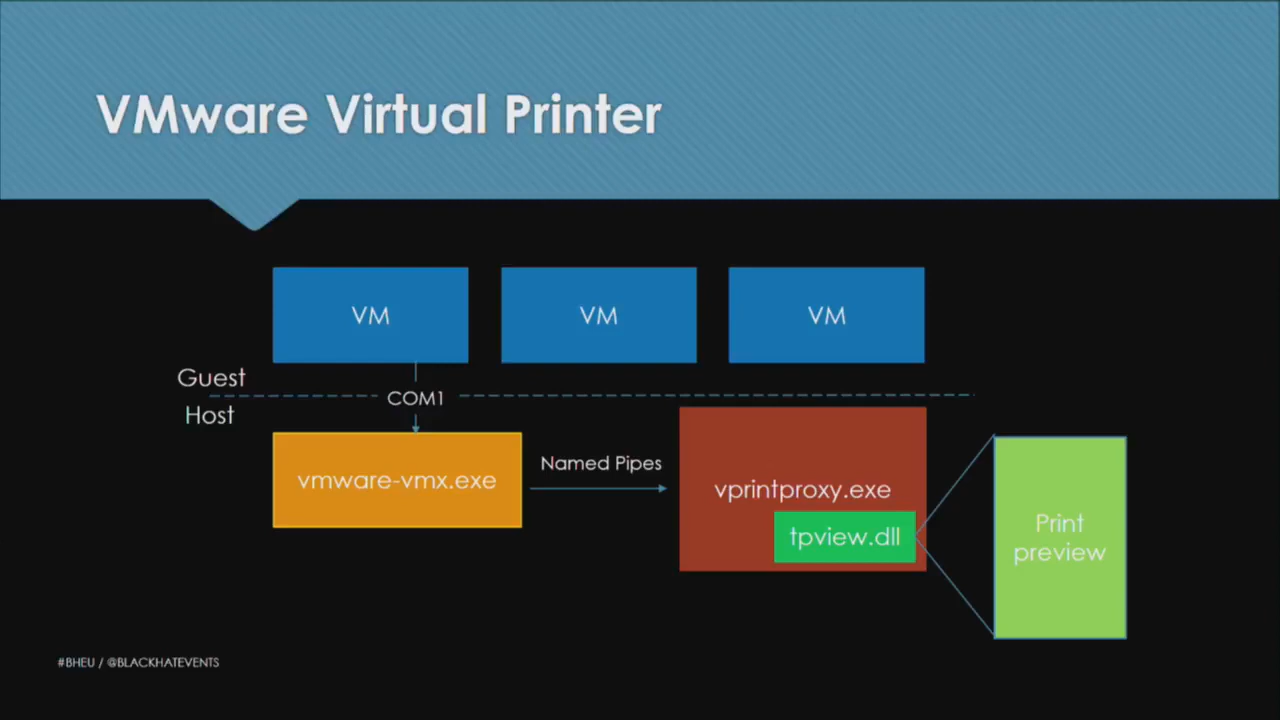 VMware Virtual Printer
VM
VM
VM
Guest
COM1
Host
vmware-vmx.exe
Named Pipes
vprintproxy.exe
tpview.dll
Print
preview
#BHEU / @BLACKHATEVENTS